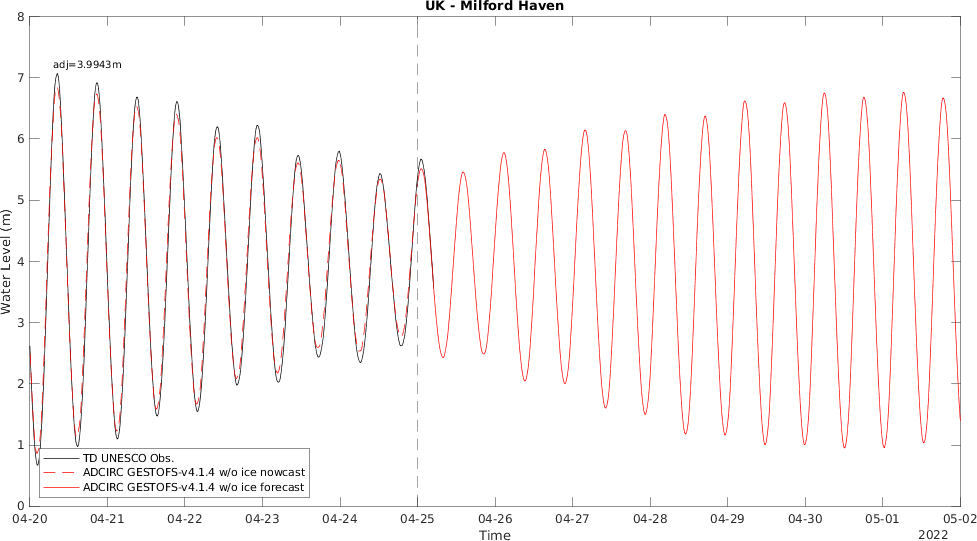 UK - Milford Haven
adj=3.9943m
8
7
6
5
4
3
2
1
0
Water Level (m)
TD UNESCO Obs.
ADCIRC GESTOFS-v4.1.4 w/o ice nowcast
ADCIRC GESTOFS-v4.1.4 w/o ice forecast
04-20 04-21 04-22 04-23 04-24 04-25 04-26 04-27 04-28 04-29 04-30 05-01 05-02
Time
2022